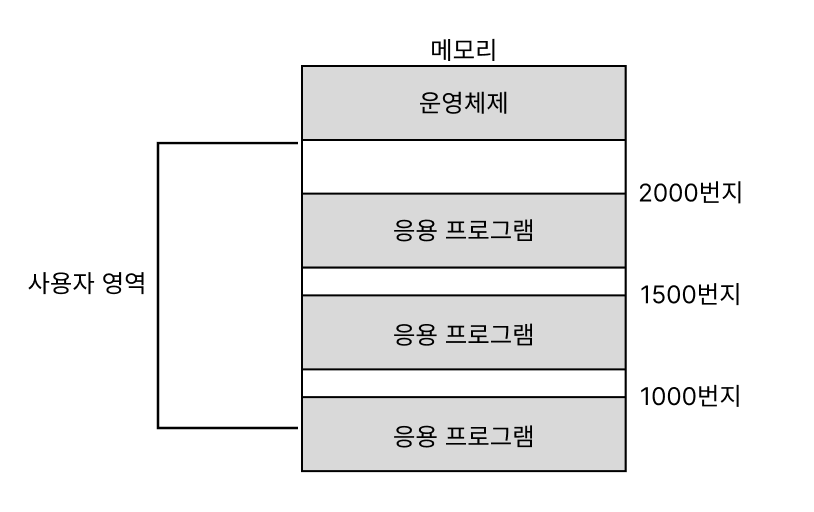 메모리
운영체제
2000번지
응용 프로그램
사용자 영역
1500번지
응용 프로그램
1000번지
응용 프로그램